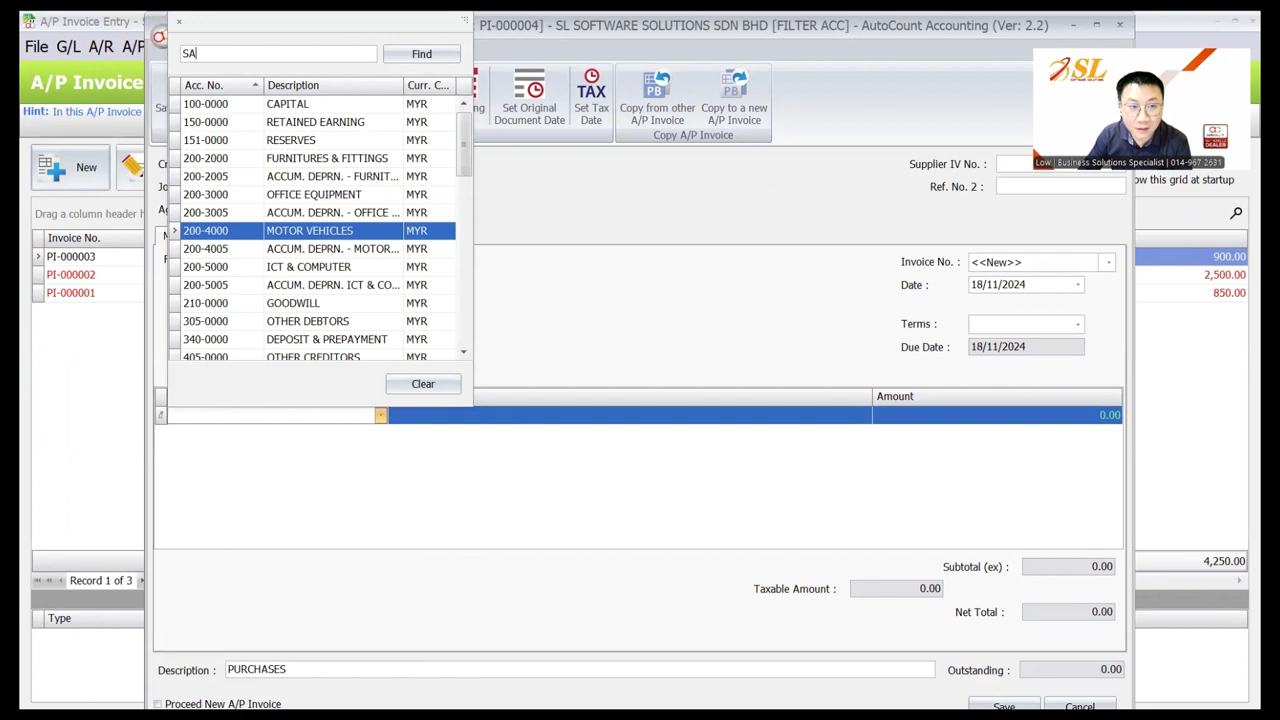 A/P Invoice Entry - S
PI-000004] - SL SOFTWARE SOLUTIONS SDN BHD [FILTER ACC] - AutoCount Accounting (Ver: 2.2)
File G/L A/R A/P
SA
Find
A/P Invoice
Hint: In this A/P Invoice
Acc. No. Description Curr. C...
100-0000 CAPITAL MYR
150-0000 RETAINED EARNING MYR
151-0000 RESERVES MYR
200-2000 FURNITURES & FITTINGS MYR
200-2005 ACCUM. DEPRN. - FURNIT... MYR
200-3000 OFFICE EQUIPMENT MYR
200-3005 ACCUM. DEPRN. - OFFICE ... MYR
200-4000 MOTOR VEHICLES MYR
200-4005 ACCUM. DEPRN. - MOTOR... MYR
200-5000 ICT & COMPUTER MYR
200-5005 ACCUM. DEPRN. ICT & CO... MYR
210-0000 GOODWILL MYR
305-0000 OTHER DEBTORS MYR
340-0000 DEPOSIT & PREPAYMENT MYR
405-0000 OTHER CREDITORS MYR
Clear
Set Original
Document Date
TAX
Set Tax
Date
PB
Copy from other
A/P Invoice
PB
Copy to a new
A/P Invoice
Copy A/P Invoice
SL
SOFTWARE SOLUTIONS
DEALER
Low | Business Solutions Specialist | 014-967 2631
Supplier IV No. :
Ref. No. 2 :
ow this grid at startup
New
Drag a column header h
Invoice No.
PI-000003
PI-000002
PI-000001
900.00
2,500.00
850.00
Invoice No. : <<New>>
Date : 18/11/2024
Terms :
Due Date : 18/11/2024
Amount
0.00
Record 1 of 3
4,250.00
Type
Subtotal (ex) : 0.00
Taxable Amount : 0.00
Net Total : 0.00
Description : PURCHASES
Outstanding : 0.00
Proceed New A/P Invoice
Save
Cancel